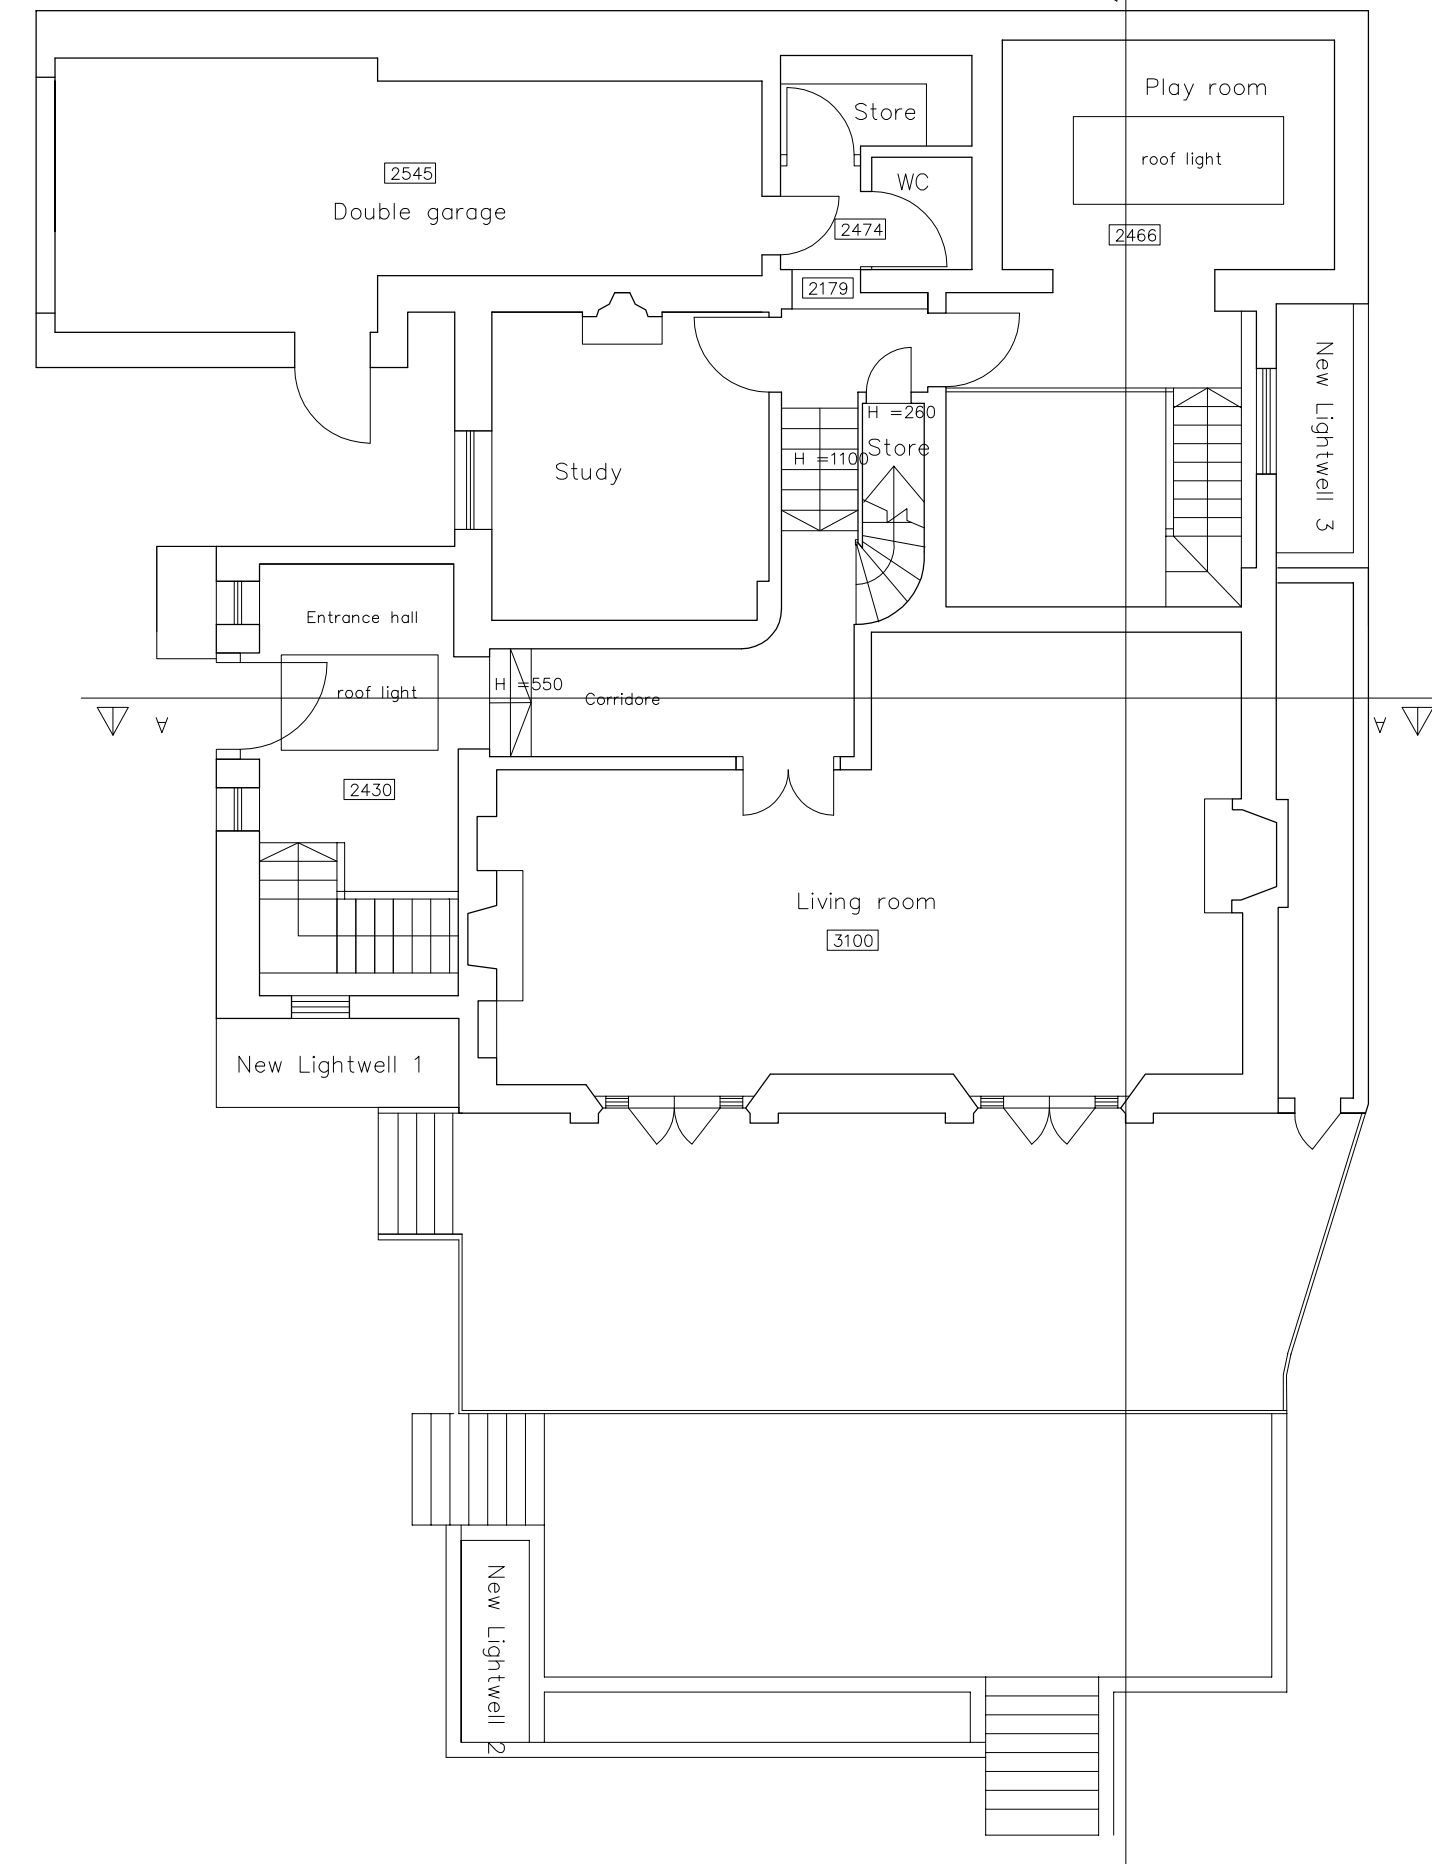 Play room
Store
roof light
2545
WC
Double garage
2474
2466
2179
New Lightwell 3
H =260
Store
H =1100
Study
Entrance hall
H =550
roof light
Corridore
A
A
2430
Living room
3100
New Lightwell 1
New Lightwell 2